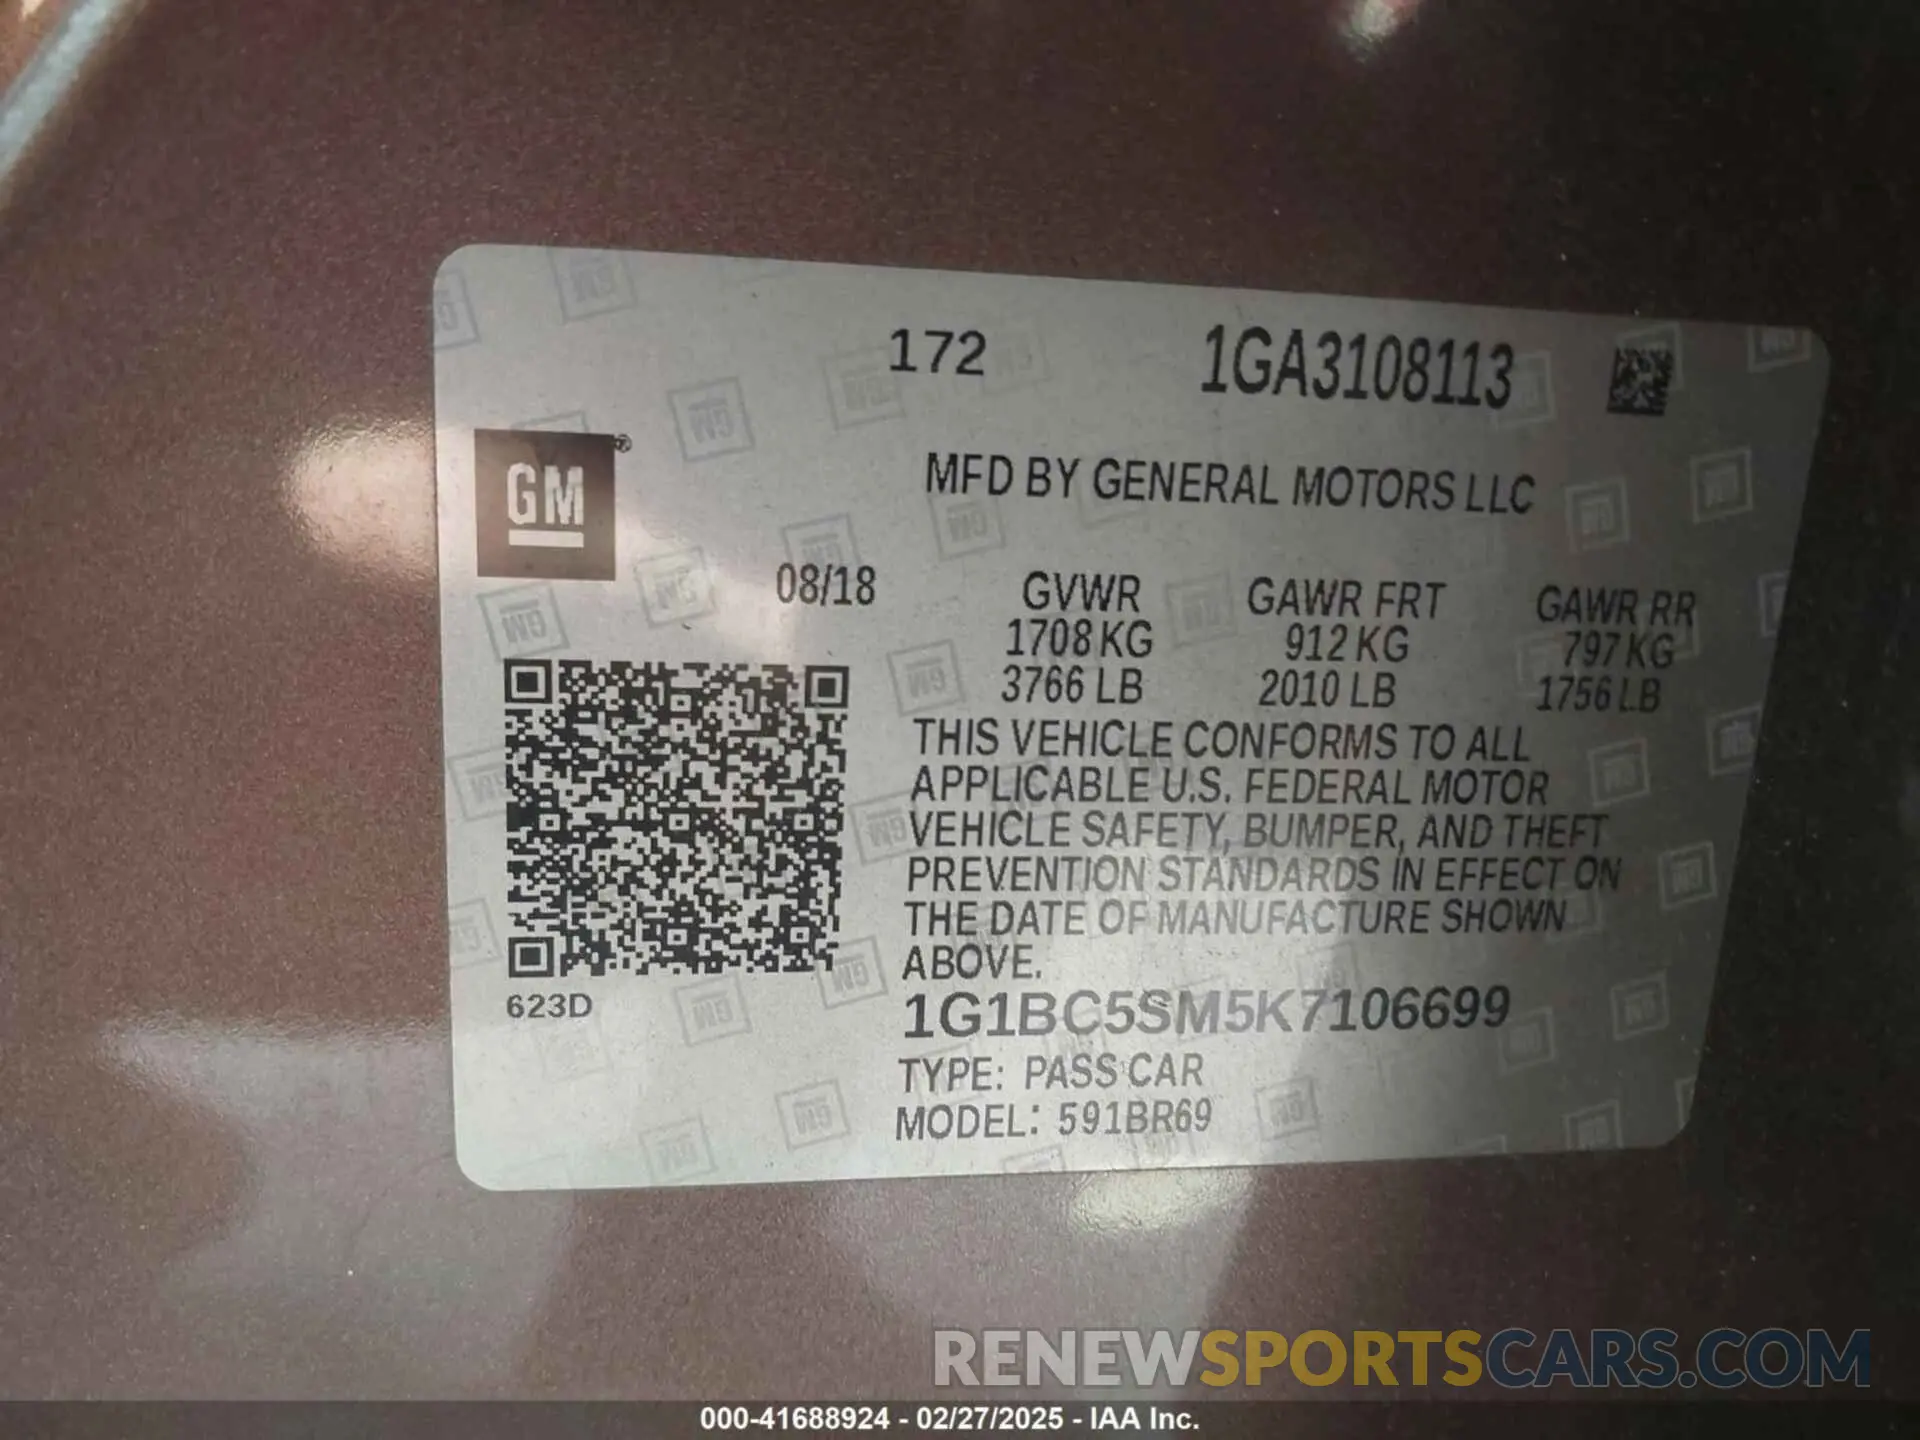 172 1GA3108113
GM®
MFD BY GENERAL MOTORS LLC
08/18 GVWR GAWR FRT GAWR RR
1708 KG 912 KG 797 KG
3766 LB 2010 LB 1756 LB
THIS VEHICLE CONFORMS TO ALL
APPLICABLE U.S. FEDERAL MOTOR
VEHICLE SAFETY, BUMPER, AND THEFT
PREVENTION STANDARDS IN EFFECT ON
THE DATE OF MANUFACTURE SHOWN
ABOVE.
623D
1G1BC5SM5K7106699
TYPE: PASS CAR
MODEL: 591BR69
RENEWSPORTSCARS.COM
000-41688924 - 02/27/2025 - IAA Inc.